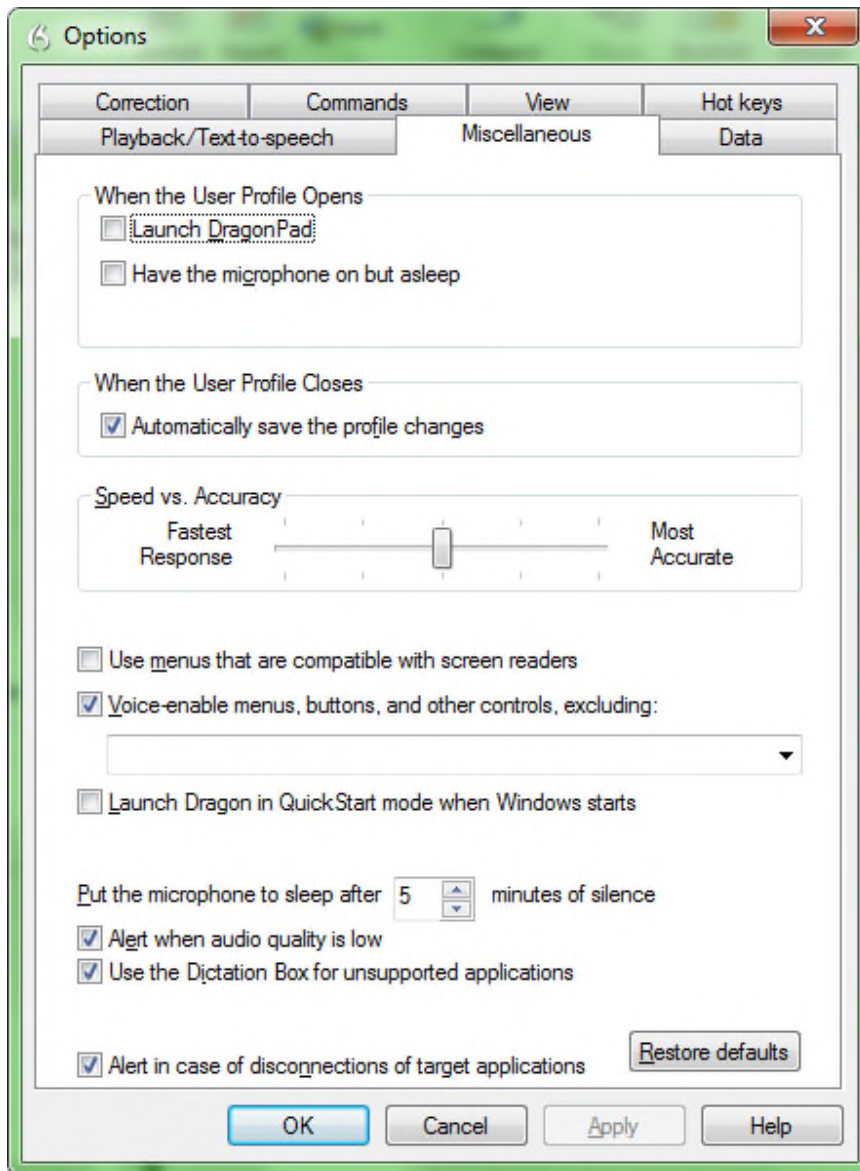 Options
Correction Commands View Hot keys
Playback/Text-to-speech Miscellaneous Data
When the User Profile Opens
Launch DragonPad
Have the microphone on but asleep
When the User Profile Closes
Automatically save the profile changes
Speed vs. Accuracy
Fastest Most
Response Accurate
Use menus that are compatible with screen readers
Voice-enable menus, buttons, and other controls, excluding:
Launch Dragon in QuickStart mode when Windows starts
Put the microphone to sleep after 5 minutes of silence
Alert when audio quality is low
Use the Dictation Box for unsupported applications
Alert in case of disconnections of target applications Restore defaults
OK Cancel Apply Help